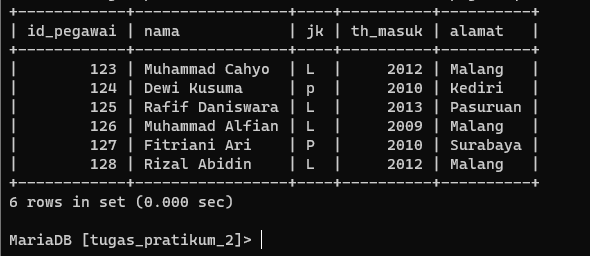 +------------+-----------------+----+----------+----------+
| id_pegawai | nama            | jk | th_masuk | alamat   |
+------------+-----------------+----+----------+----------+
|        123 | Muhammad Cahyo  | L  |     2012 | Malang   |
|        124 | Dewi Kusuma     | p  |     2010 | Kediri   |
|        125 | Rafif Daniswara | L  |     2013 | Pasuruan |
|        126 | Muhammad Alfian | L  |     2009 | Malang   |
|        127 | Fitriani Ari    | P  |     2010 | Surabaya |
|        128 | Rizal Abidin    | L  |     2012 | Malang   |
+------------+-----------------+----+----------+----------+
6 rows in set (0.000 sec)
MariaDB [tugas_pratikum_2]>